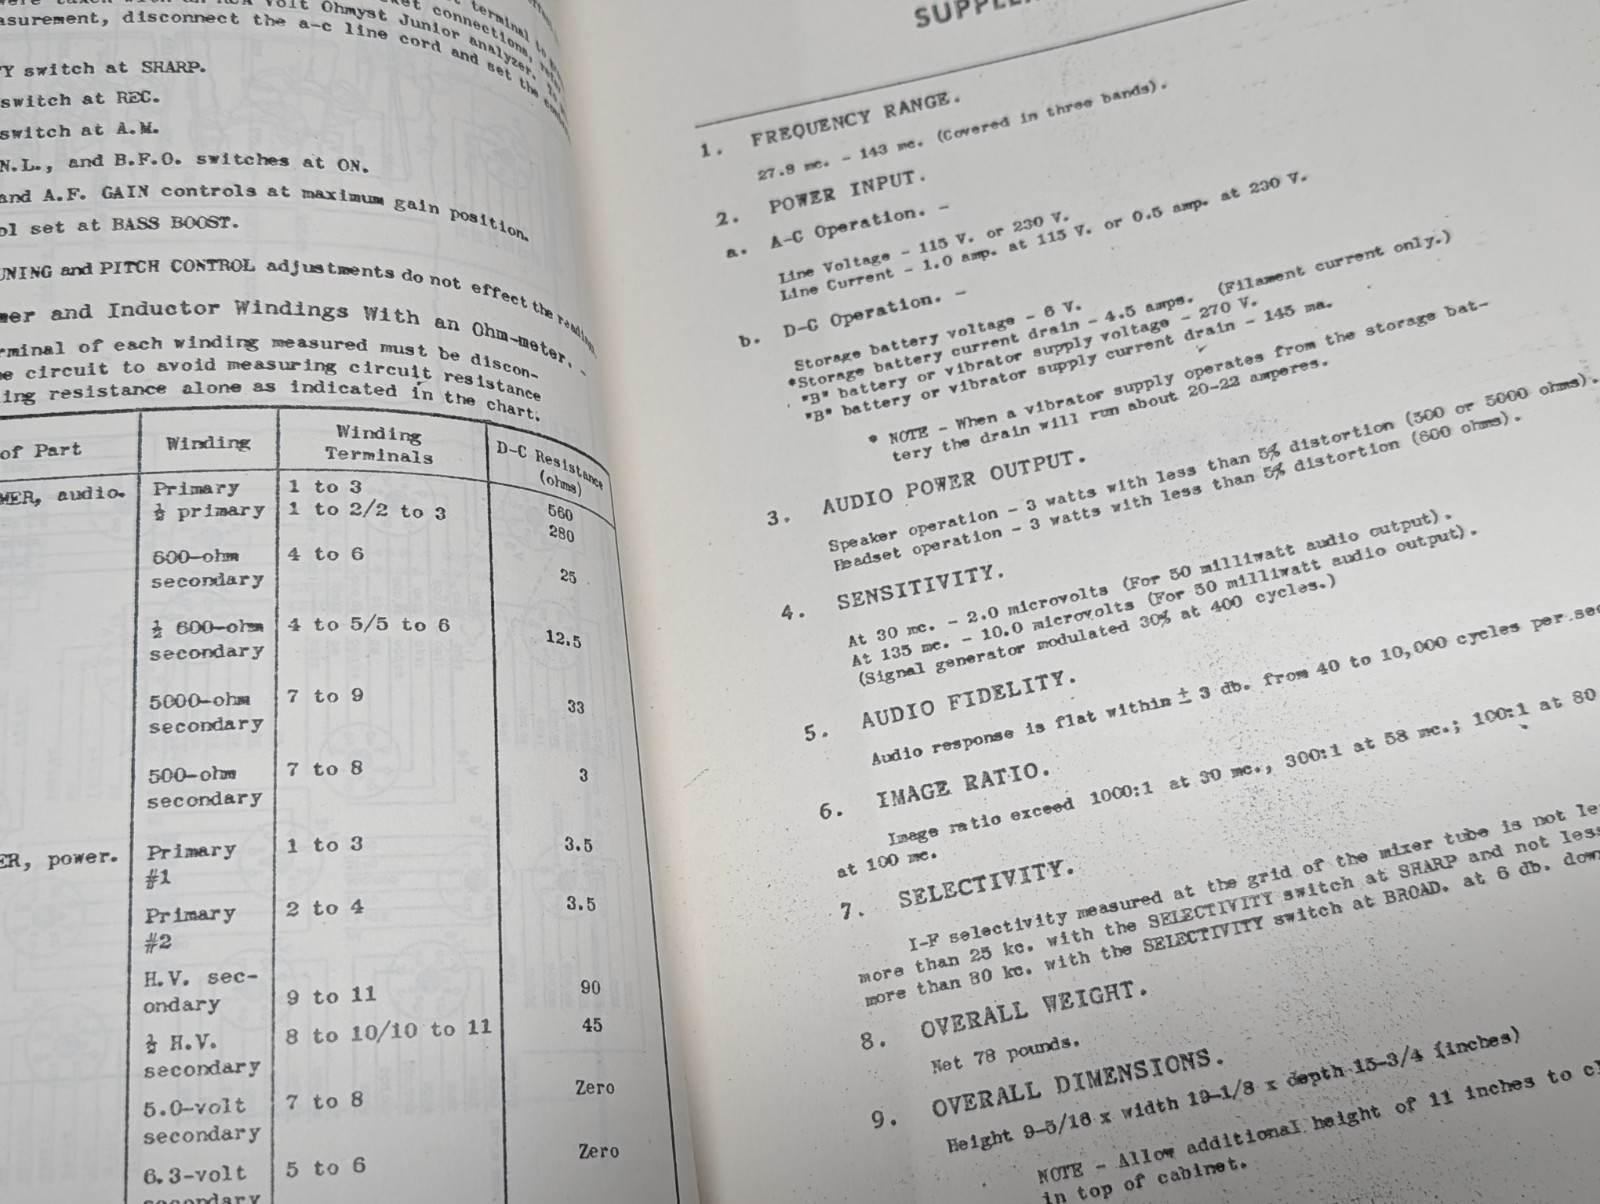 Volt Ohmyst Junior analyzer.
asurement, disconnect the a-c line cord and set the
Y switch at SHARP.
switch at REC.
switch at A.M.
N.L., and B.F.O. switches at ON.
and A.F. GAIN controls at maximum gain position.
ol set at BASS BOOST.
UNING and PITCH CONTROL adjustments do not effect the
mer and Inductor Windings With an Ohm-meter. -
rminal of each winding measured must be discon-
e circuit to avoid measuring circuit resistance
ing resistance alone as indicated in the chart.
of Part Winding Winding Terminals D-C Resistance (ohms)
MER, audio. Primary 1 to 3 560
½ primary 1 to 2/2 to 3 280
600-ohm 4 to 6 25
secondary
½ 600-ohm 4 to 5/5 to 6 12.5
secondary
5000-ohm 7 to 9 33
secondary
500-ohm 7 to 8 3
secondary
ER, power. Primary 1 to 3 3.5
#1
Primary 2 to 4 3.5
#2
H.V. sec-
ondary 9 to 11 90
½ H.V. 8 to 10/10 to 11 45
secondary
5.0-volt 7 to 8 Zero
secondary
6.3-volt 5 to 6 Zero
secondary
SUPPLE
1. FREQUENCY RANGE.
27.8 mc. - 143 mc. (Covered in three bands).
2. POWER INPUT.
a. A-C Operation. -
Line Voltage - 115 V. or 230 V.
Line Current - 1.0 amp. at 115 V. or 0.5 amp. at 230 V.
b. D-C Operation. -
Storage battery voltage - 6 V.
*Storage battery current drain - 4.5 amps. (Filament current only.)
"B" battery or vibrator supply voltage - 270 V.
"B" battery or vibrator supply current drain - 145 ma.
* NOTE - When a vibrator supply operates from the storage bat-
tery the drain will run about 20-22 amperes.
3. AUDIO POWER OUTPUT.
Speaker operation - 3 watts with less than 5% distortion (500 or 5000 ohms).
Headset operation - 3 watts with less than 5% distortion (600 ohms).
4. SENSITIVITY.
At 30 mc. - 2.0 microvolts (For 50 milliwatt audio output).
At 135 mc. - 10.0 microvolts (For 50 milliwatt audio output).
(Signal generator modulated 30% at 400 cycles.)
5. AUDIO FIDELITY.
Audio response is flat within ± 3 db. from 40 to 10,000 cycles per sec
6. IMAGE RATIO.
Image ratio exceed 1000:1 at 30 mc., 300:1 at 58 mc.; 100:1 at 80
at 100 mc.
7. SELECTIVITY.
I-F selectivity measured at the grid of the mixer tube is not le
more than 25 kc. with the SELECTIVITY switch at SHARP and not less
more than 80 kc. with the SELECTIVITY switch at BROAD. at 6 db. down
8. OVERALL WEIGHT.
Net 78 pounds.
9. OVERALL DIMENSIONS.
Height 9-5/16 x width 19-1/8 x depth 15-3/4 (inches)
NOTE - Allow additional height of 11 inches to cl
in top of cabinet.